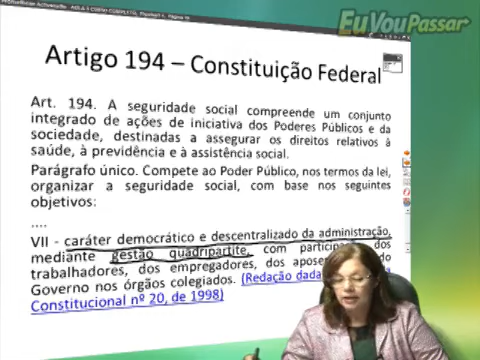 EuVouPassar
Artigo 194 – Constituição Federal
Art. 194. A seguridade social compreende um conjunto
integrado de ações de iniciativa dos Poderes Públicos e da
sociedade, destinadas a assegurar os direitos relativos à
saúde, à previdência e à assistência social.
Parágrafo único. Compete ao Poder Público, nos termos da lei,
organizar a seguridade social, com base nos seguintes
objetivos:
....
VII - caráter democrático e descentralizado da administração,
mediante gestão quadripartite, com dos
trabalhadores, dos empregadores, dos do
Governo nos órgãos colegiados. (Redação
Constitucional nº 20, de 1998)